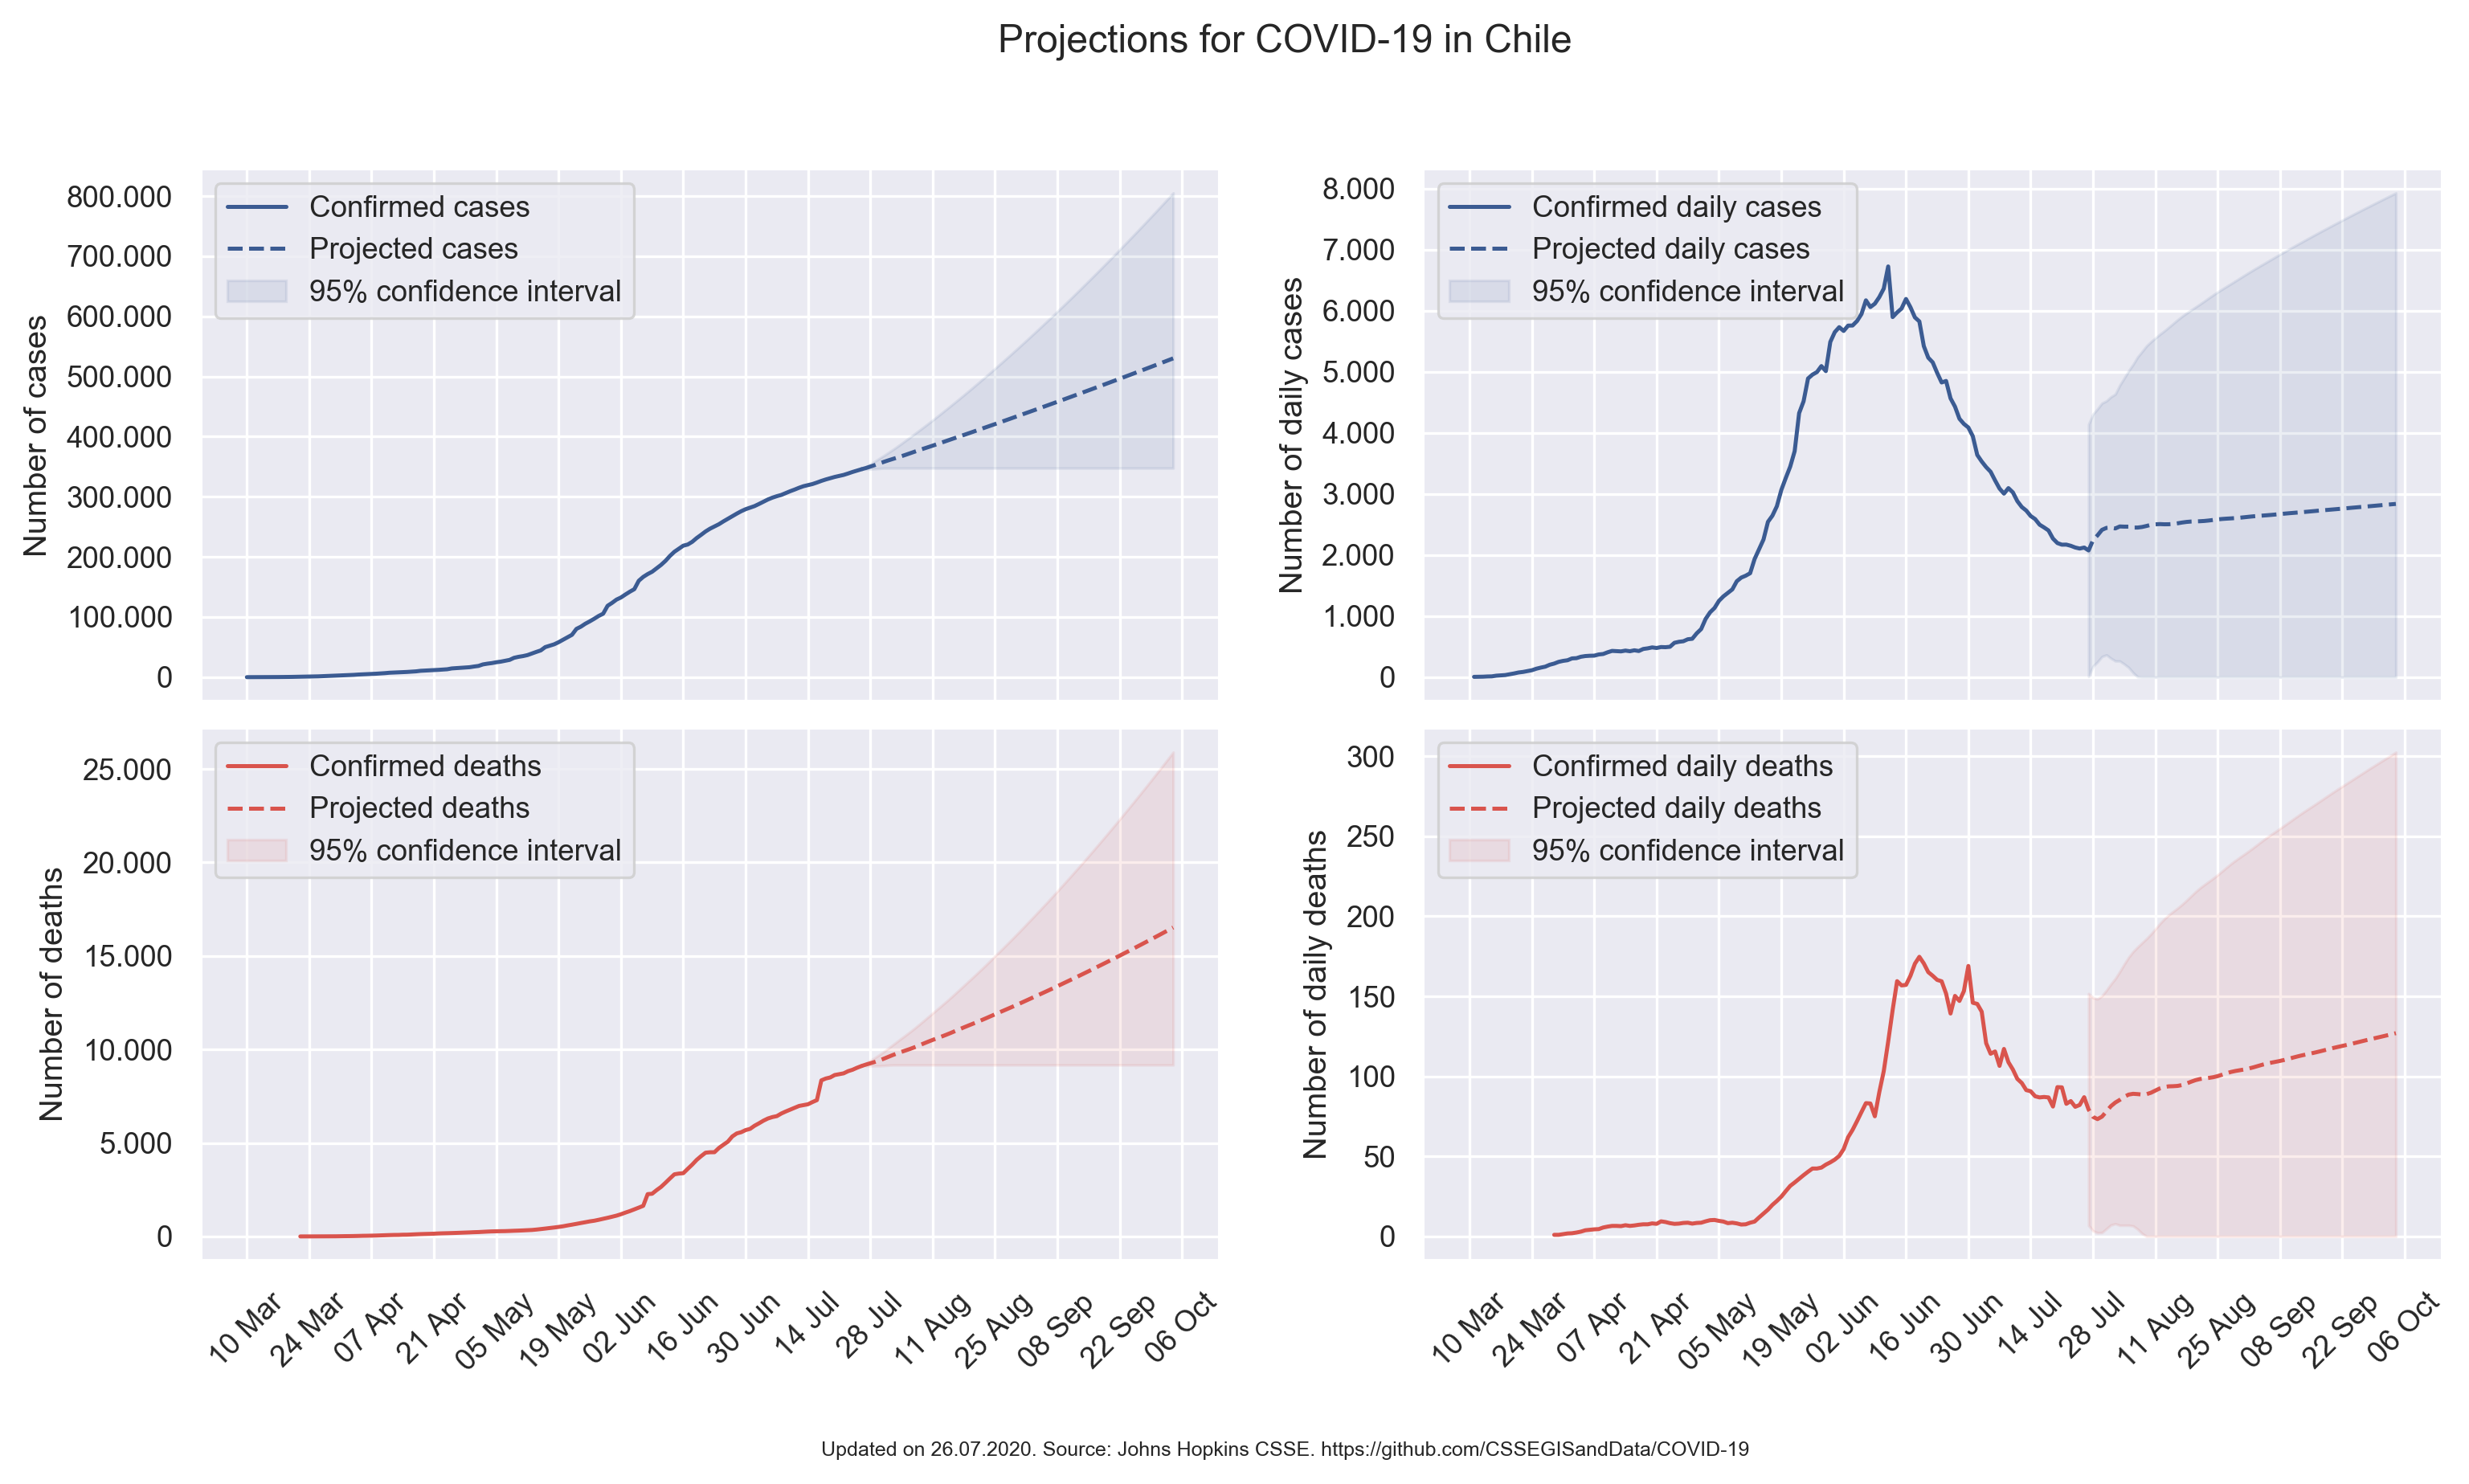 Projections for COVID-19 in Chile
800.000
700.000
600.000
500.000
400.000
300.000
200.000
100.000
0
Number of cases
Confirmed cases
Projected cases
95% confidence interval
8.000
7.000
6.000
5.000
4.000
3.000
2.000
1.000
0
Number of daily cases
Confirmed daily cases
Projected daily cases
95% confidence interval
25.000
20.000
15.000
10.000
5.000
0
Number of deaths
Confirmed deaths
Projected deaths
95% confidence interval
10 Mar
24 Mar
07 Apr
21 Apr
05 May
19 May
02 Jun
16 Jun
30 Jun
14 Jul
28 Jul
11 Aug
25 Aug
08 Sep
22 Sep
06 Oct
300
250
200
150
100
50
0
Number of daily deaths
Confirmed daily deaths
Projected daily deaths
95% confidence interval
10 Mar
24 Mar
07 Apr
21 Apr
05 May
19 May
02 Jun
16 Jun
30 Jun
14 Jul
28 Jul
11 Aug
25 Aug
08 Sep
22 Sep
06 Oct
Updated on 26.07.2020. Source: Johns Hopkins CSSE. https://github.com/CSSEGISandData/COVID-19